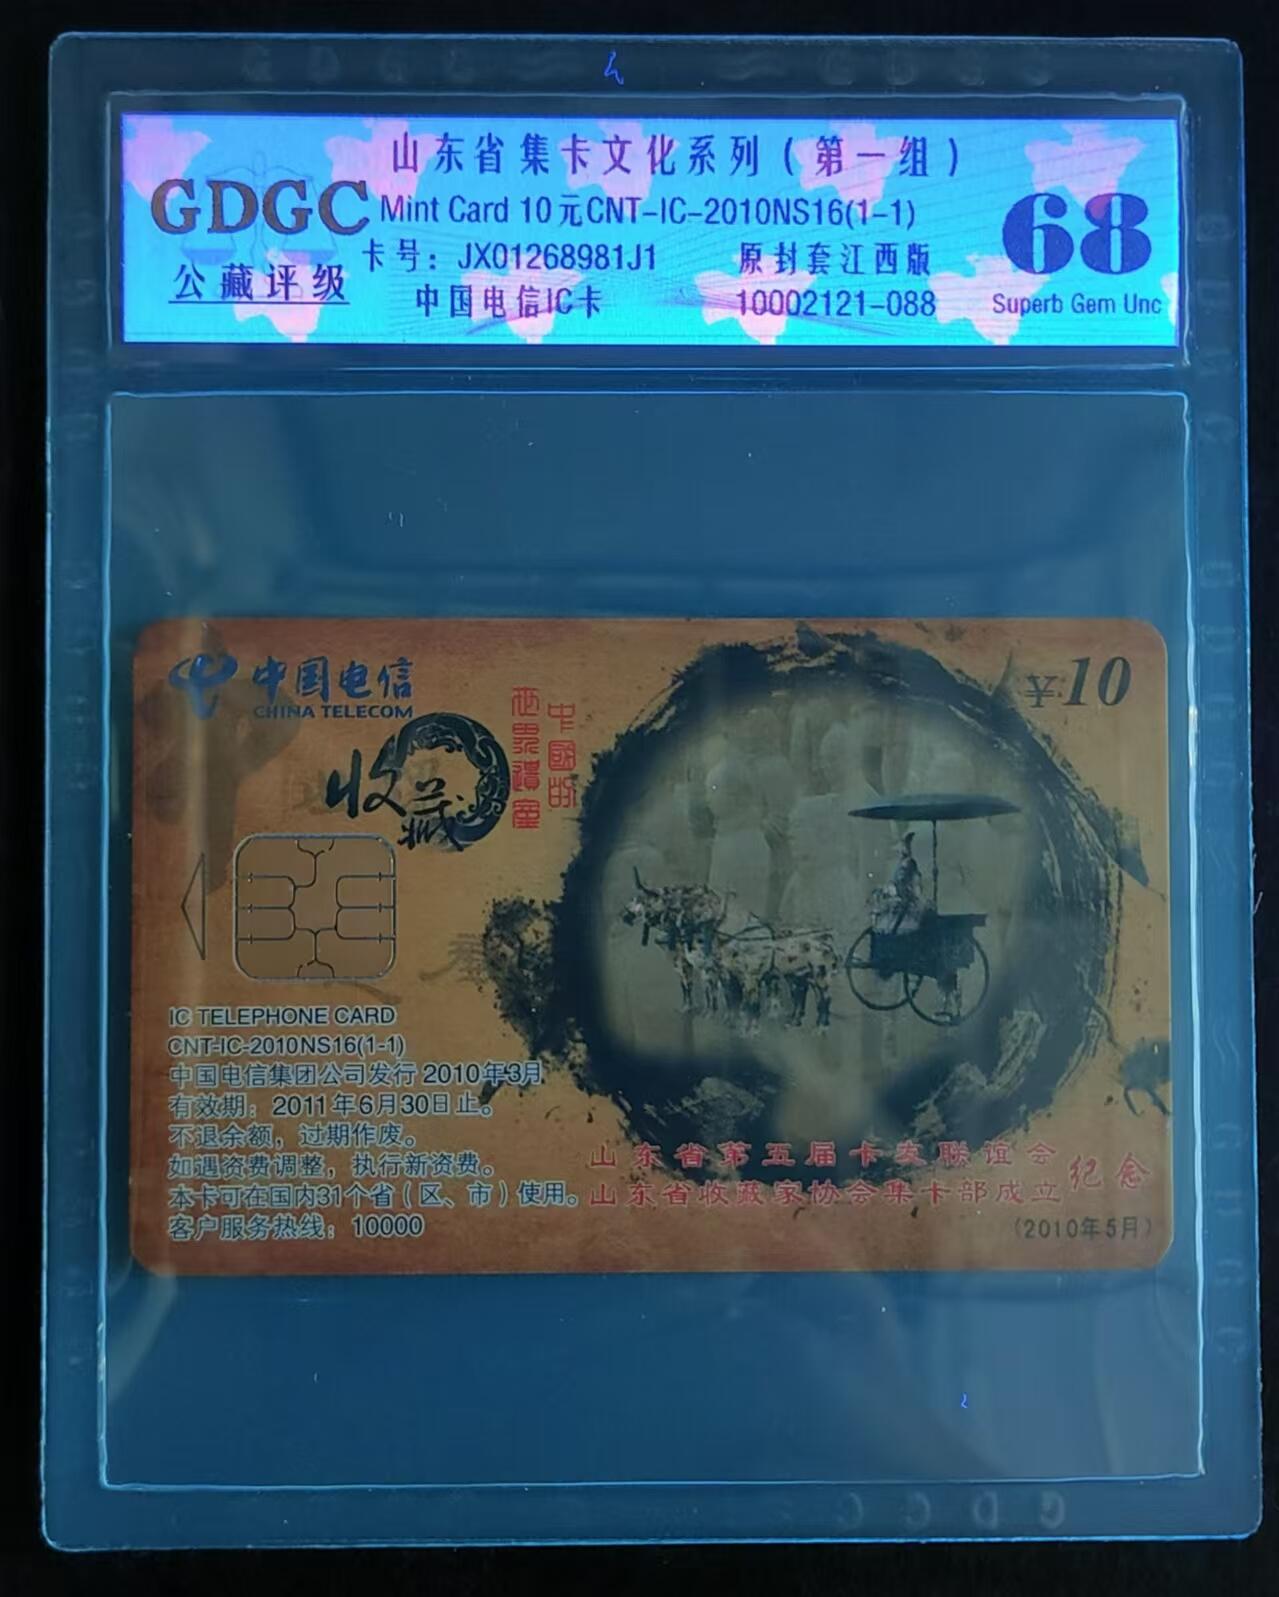 山东省集卡文化系列（第一组）
GDGC
公藏评级
Mint Card 10元CNT-IC-2010NS16(1-1)
卡号：JX01268981J1 原封套江西版
中国电信IC卡 10002121-088
68
Superb Gem Unc
中国电信
CHINA TELECOM
¥10
收藏
中國的
世界遺產
IC TELEPHONE CARD
CNT-IC-2010NS16(1-1)
中国电信集团公司发行 2010年3月
有效期：2011年6月30日止。
不退余额，过期作废。
如遇资费调整，执行新资费。
本卡可在国内31个省（区、市）使用。
客户服务热线：10000
山东省第五届卡友联谊会
山东省收藏家协会集卡部成立 纪念
(2010年5月)
GDGC